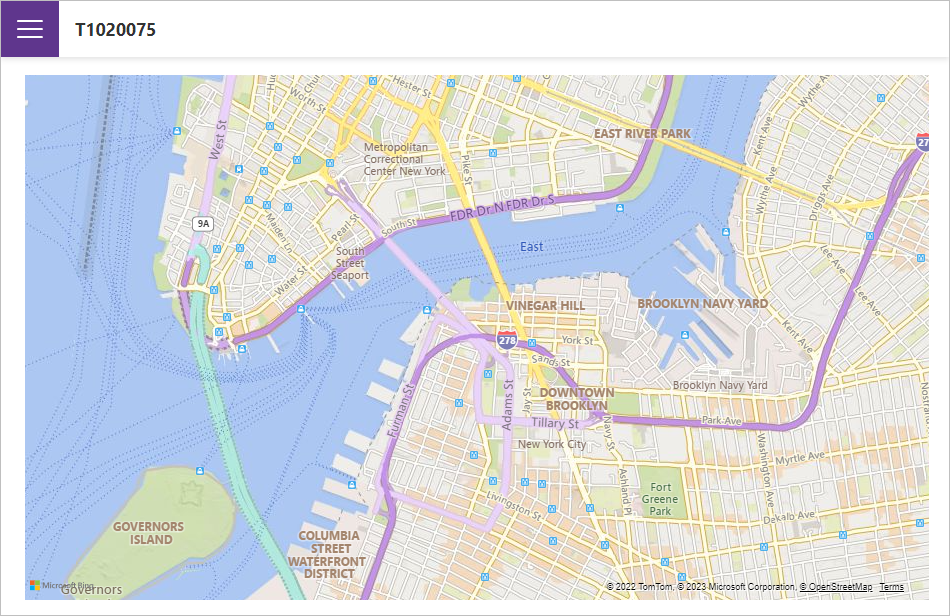 T1020075
Hester St
Worth St
West St
Metropolitan
Correctional
Center New York
Pike St
EAST RIVER PARK
Kent Ave
Wythe Ave
Wythe Ave
Driggs Ave
278
9A
Maiden Ln
Pearl St
South St
FDR Dr N
FDR Dr S
East
South
Street
Seaport
Water St
Lee Ave
Lee Ave
VINEGAR HILL
BROOKLYN NAVY YARD
278
York St
Sands St
Kent Ave
Furman St
Adams St
Jay St
DOWNTOWN
BROOKLYN
Brooklyn Navy Yard
Tillary St
Navy St
Park Ave
New York City
Washington Ave
Myrtle Ave
Ashland Pl
Fort
Greene
Park
Livingston St
Dekalb Ave
GOVERNORS
ISLAND
COLUMBIA
STREET
WATERFRONT
DISTRICT
Microsoft Bing
Governors
© 2022 TomTom, © 2023 Microsoft Corporation, © OpenStreetMap Terms